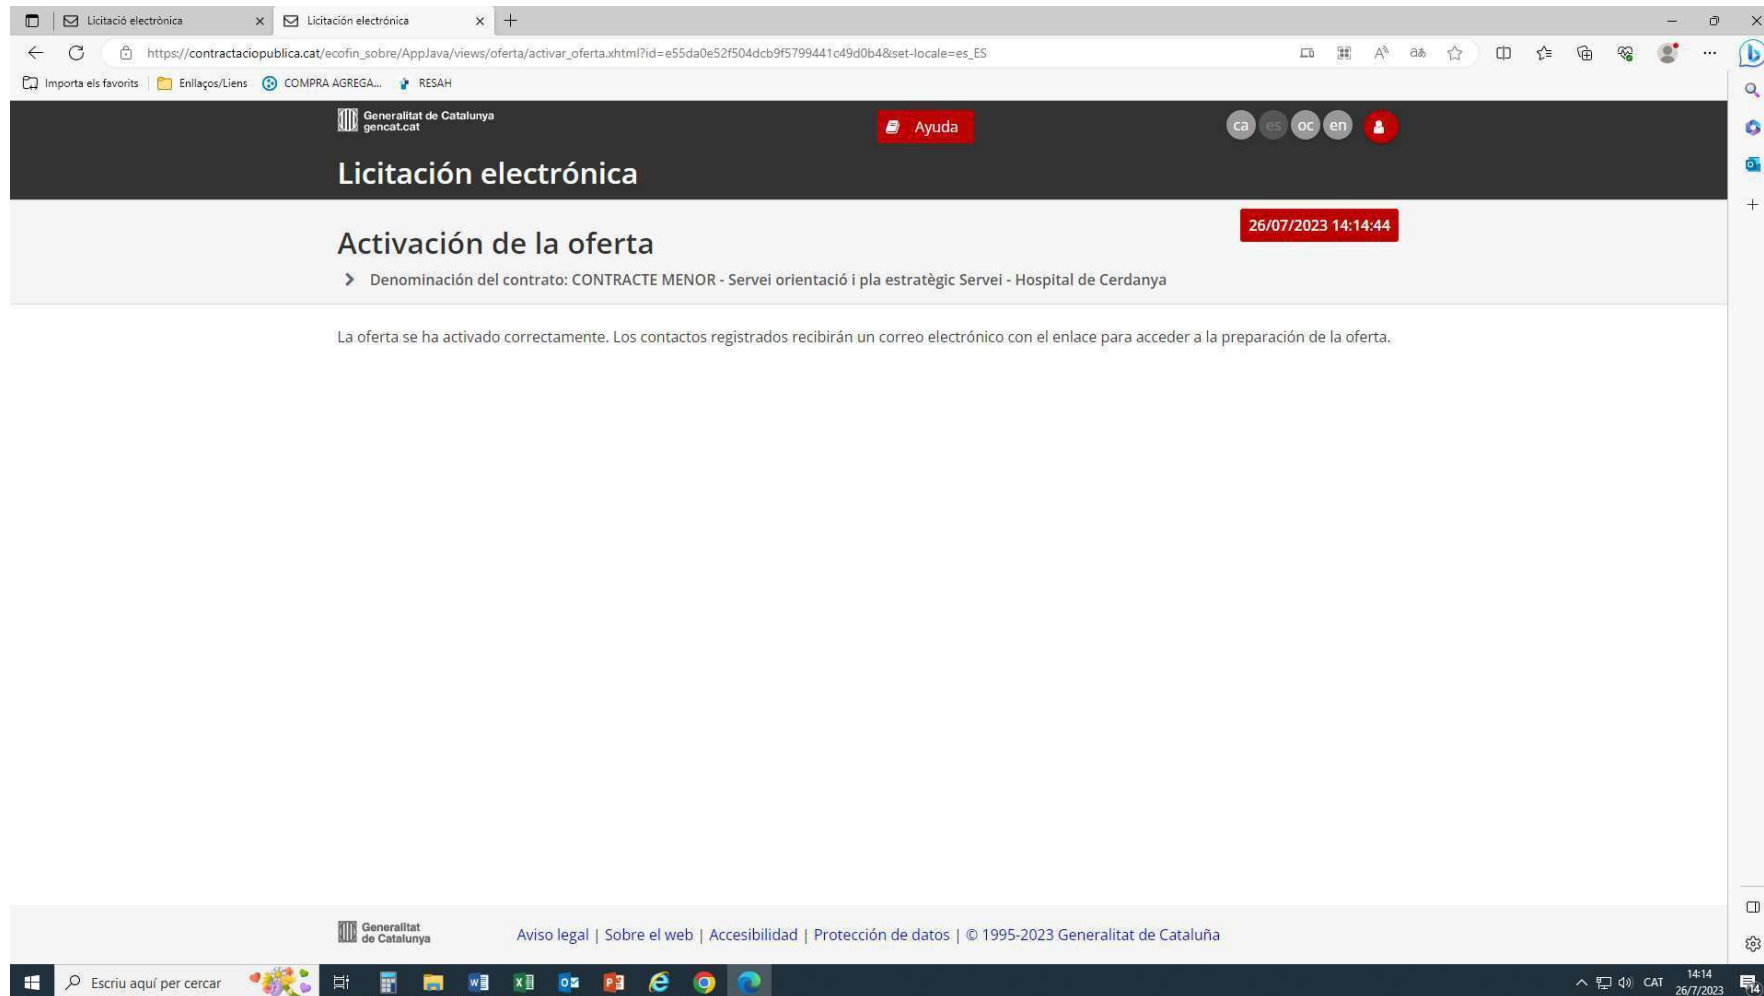 Licitació electrònica
Licitación electrónica
https://contractaciopublica.cat/ecofin_sobre/AppJava/views/oferta/activar_oferta.xhtml?id=e55da0e52f504dcb9f5799441c49d0b4&set-locale=es_ES
Importa els favorits
Enllaços/Liens
COMPRA AGREGA...
RESAH
Generalitat de Catalunya
gencat.cat
Ayuda
ca es oc en
Licitación electrónica
26/07/2023 14:14:44
Activación de la oferta
Denominación del contrato: CONTRACTE MENOR - Servei orientació i pla estratègic Servei - Hospital de Cerdanya
La oferta se ha activado correctamente. Los contactos registrados recibirán un correo electrónico con el enlace para acceder a la preparación de la oferta.
Generalitat
de Catalunya
Aviso legal | Sobre el web | Accesibilidad | Protección de datos | © 1995-2023 Generalitat de Cataluña
Escriu aquí per cercar
CAT
14:14
26/7/2023